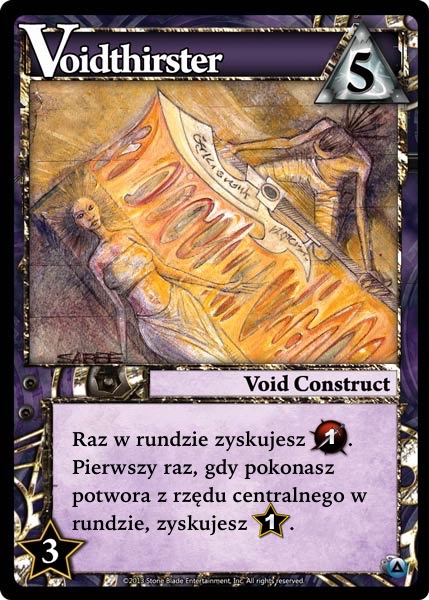 Voidthirster
5
SARGE
Void Construct
Raz w rundzie zyskujesz 1.
Pierwszy raz, gdy pokonasz
potwora z rzędu centralnego w
rundzie, zyskujesz 1.
3
©2013 Stone Blade Entertainment, Inc. All rights reserved.